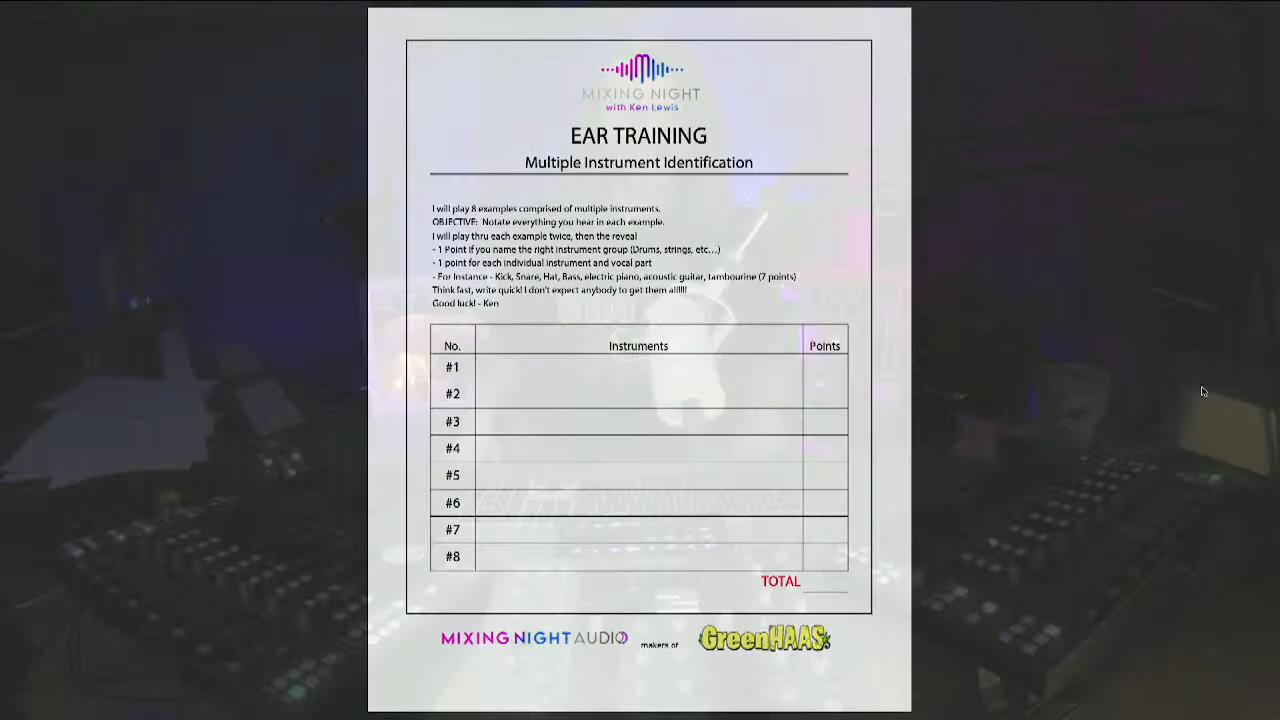 MIXING NIGHT
with Ken Lewis
EAR TRAINING
Multiple Instrument Identification
I will play 8 examples comprised of multiple instruments.
OBJECTIVE: Notate everything you hear in each example.
I will play thru each example twice, then the reveal
- 1 Point if you name the right instrument group (Drums, strings, etc...)
- 1 point for each individual instrument and vocal part
- For Instance - Kick, Snare, Hat, Bass, electric piano, acoustic guitar, tambourine (7 points)
Think fast, write quick! I don't expect anybody to get them all!!!!!
Good luck! - Ken
No. Instruments Points
#1
#2
#3
#4
#5
#6
#7
#8
TOTAL
MIXING NIGHT AUDIO makers of GreenHAAS